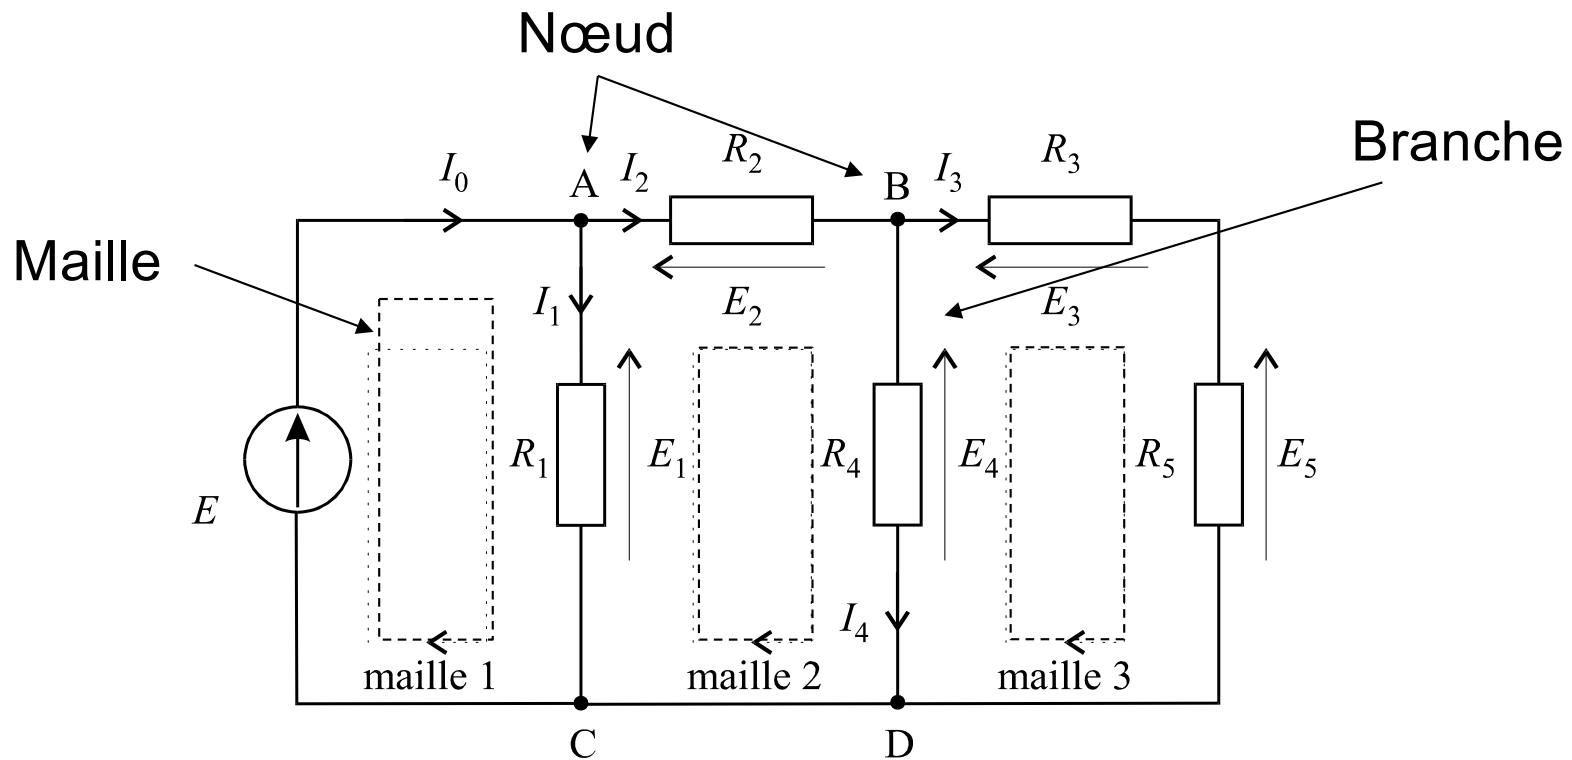 Nœud
Branche
Maille
I0
A
I2
R2
B
I3
R3
I1
E2
E3
E
R1
E1
R4
E4
R5
E5
I4
maille 1
maille 2
maille 3
C
D